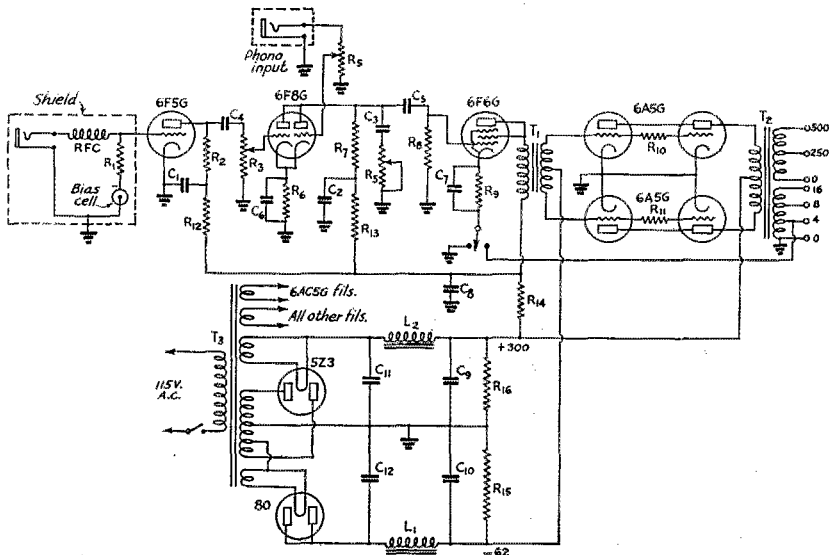 Phono
input
R5
Shield
6F5G
6F8G
6F6G
6A5G
T2
500
250
0
16
8
4
0
RFC
R1
Bias
cell
C4
R2
R3
C1
R12
C6
R6
R7
C2
R13
C3
R5
C5
R8
C7
R9
T1
R10
6A5G
R11
C8
R14
6AC5G fils.
All other fils.
T3
115V.
A.C.
5Z3
L2
+300
C11
C9
R16
C12
C10
R15
80
L1
-62